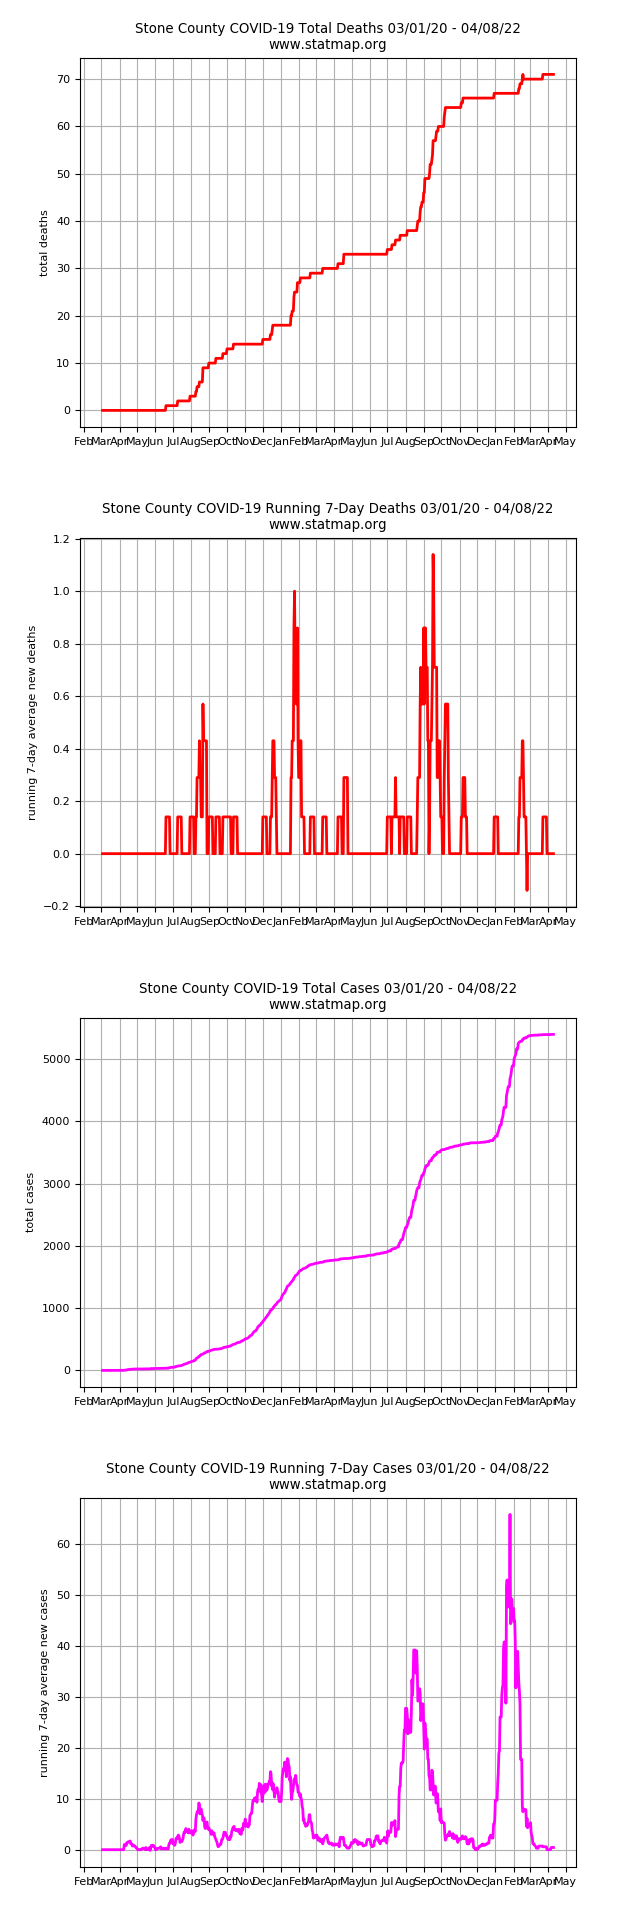 Stone County COVID-19 Total Deaths 03/01/20 - 04/08/22
www.statmap.org
70
60
50
40
30
20
10
0
total deaths
Feb Mar Apr May Jun Jul Aug Sep Oct Nov Dec Jan Feb Mar Apr May Jun Jul Aug Sep Oct Nov Dec Jan Feb Mar Apr May
Stone County COVID-19 Running 7-Day Deaths 03/01/20 - 04/08/22
www.statmap.org
1.2
1.0
0.8
0.6
0.4
0.2
0.0
−0.2
running 7-day average new deaths
Feb Mar Apr May Jun Jul Aug Sep Oct Nov Dec Jan Feb Mar Apr May Jun Jul Aug Sep Oct Nov Dec Jan Feb Mar Apr May
Stone County COVID-19 Total Cases 03/01/20 - 04/08/22
www.statmap.org
5000
4000
3000
2000
1000
0
total cases
Feb Mar Apr May Jun Jul Aug Sep Oct Nov Dec Jan Feb Mar Apr May Jun Jul Aug Sep Oct Nov Dec Jan Feb Mar Apr May
Stone County COVID-19 Running 7-Day Cases 03/01/20 - 04/08/22
www.statmap.org
60
50
40
30
20
10
0
running 7-day average new cases
Feb Mar Apr May Jun Jul Aug Sep Oct Nov Dec Jan Feb Mar Apr May Jun Jul Aug Sep Oct Nov Dec Jan Feb Mar Apr May